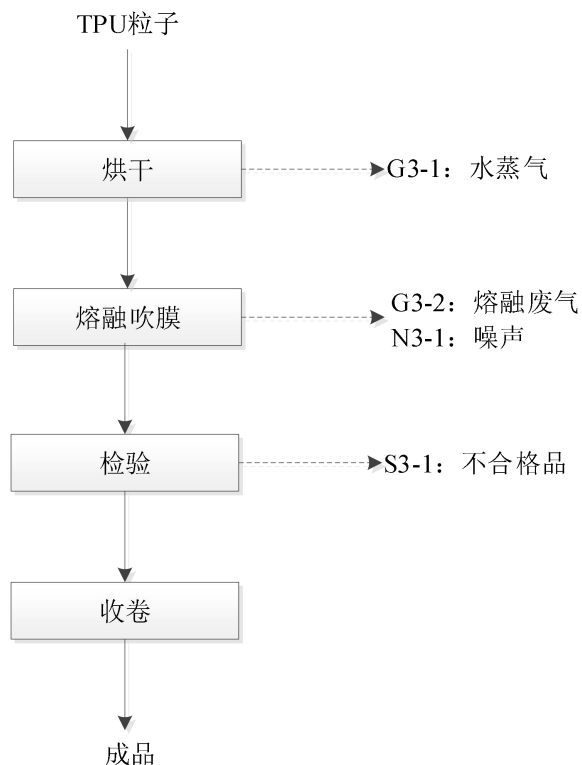 TPU粒子
烘干
G3-1：水蒸气
熔融吹膜
G3-2：熔融废气
N3-1：噪声
检验
S3-1：不合格品
收卷
成品